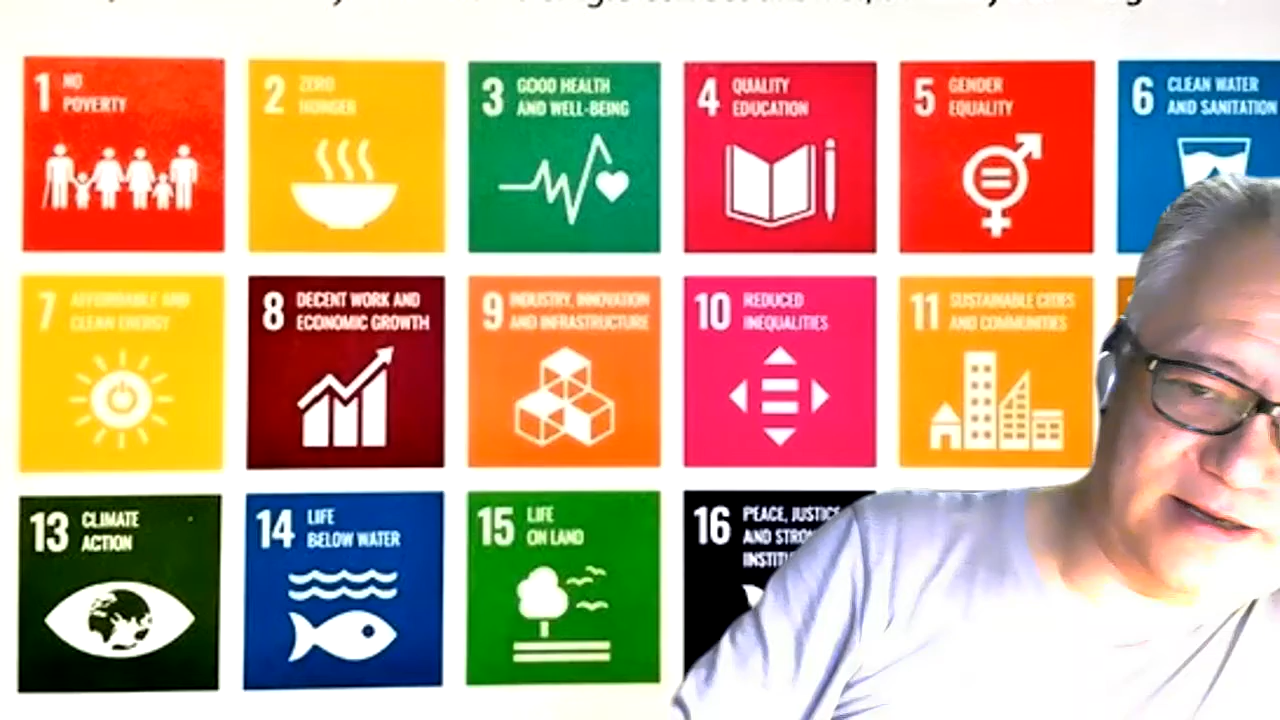 1 NO
POVERTY
2 ZERO
HUNGER
3 GOOD HEALTH
AND WELL-BEING
4 QUALITY
EDUCATION
5 GENDER
EQUALITY
6 CLEAN WATER
AND SANITATION
7 AFFORDABLE AND
CLEAN ENERGY
8 DECENT WORK AND
ECONOMIC GROWTH
9 INDUSTRY, INNOVATION
AND INFRASTRUCTURE
10 REDUCED
INEQUALITIES
11 SUSTAINABLE CITIES
AND COMMUNITIES
13 CLIMATE
ACTION
14 LIFE
BELOW WATER
15 LIFE
ON LAND
16 PEACE, JUSTICE
AND